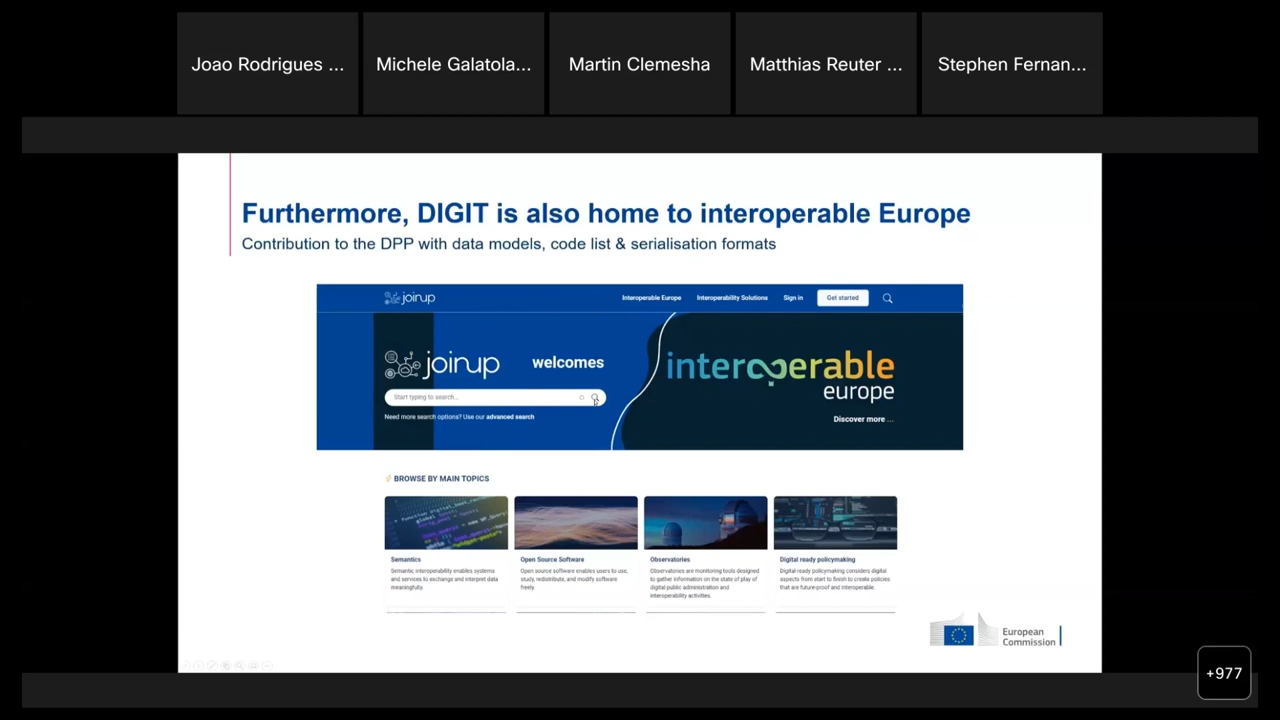 Joao Rodrigues ...
Michele Galatola...
Martin Clemesha
Matthias Reuter ...
Stephen Fernan...
Furthermore, DIGIT is also home to interoperable Europe
Contribution to the DPP with data models, code list & serialisation formats
joinup
Interoperable Europe
Interoperability Solutions
Sign in
Get started
joinup
welcomes
interoperable
europe
Start typing to search...
Need more search options? Use our advanced search
Discover more ...
BROWSE BY MAIN TOPICS
Semantics
Semantic interoperability enables systems
and services to exchange and interpret data
meaningfully.
Open Source Software
Open source software enables users to use,
study, redistribute, and modify software
freely.
Observatories
Observatories are monitoring tools designed
to gather information on the state of play of
digital public administration and
interoperability activities.
Digital ready policymaking
Digital-ready policymaking considers digital
aspects from start to finish to create policies
that are future-proof and interoperable.
European
Commission
+977